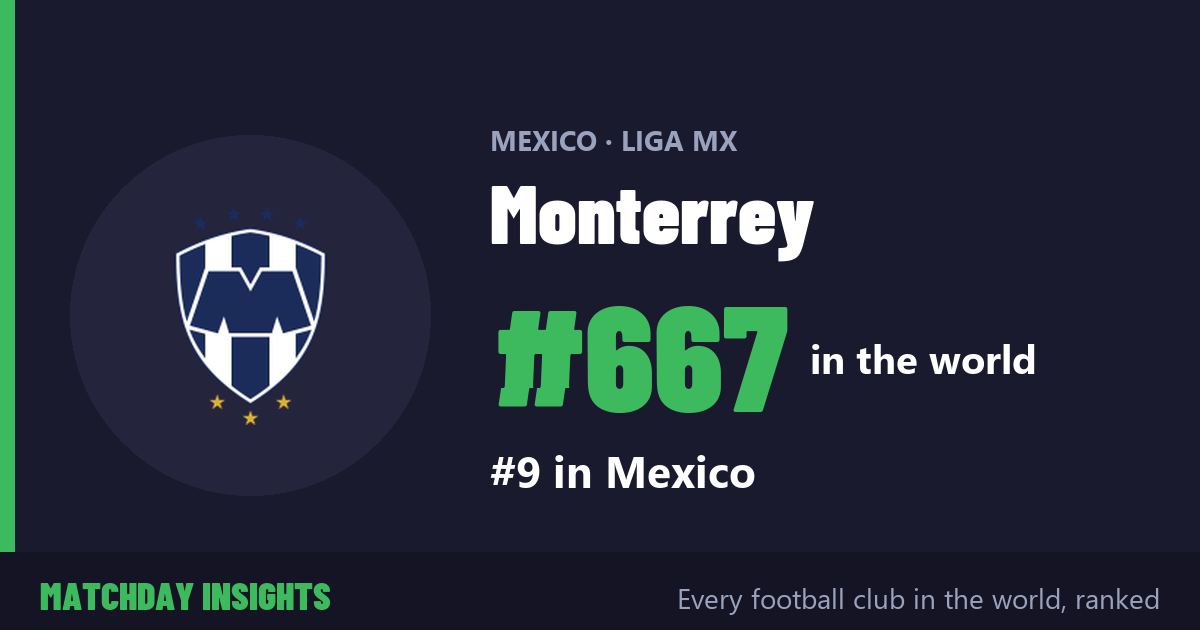 MEXICO · LIGA MX
Monterrey
#667 in the world
#9 in Mexico
MATCHDAY INSIGHTS
Every football club in the world, ranked